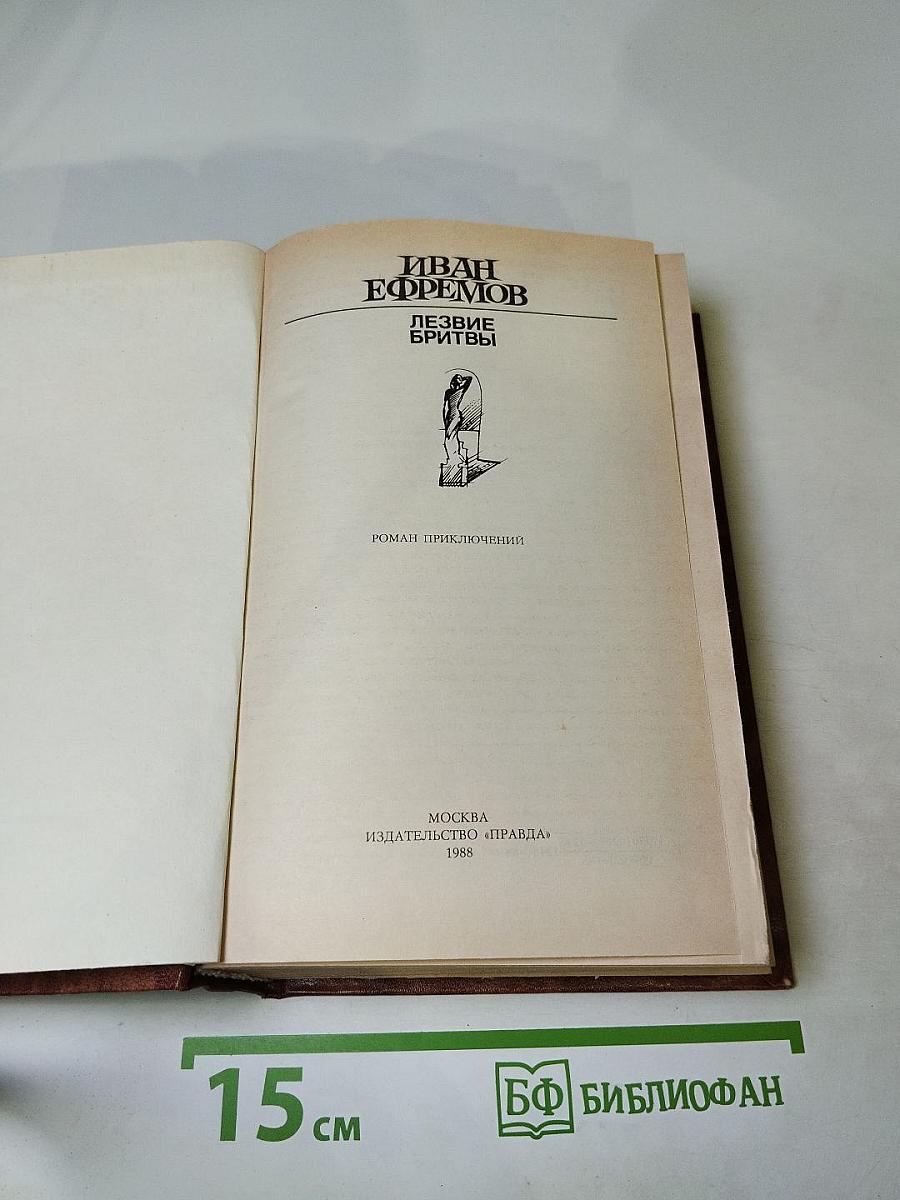 ИВАН
ЕФРЕМОВ
ЛЕЗВИЕ
БРИТВЫ
РОМАН ПРИКЛЮЧЕНИЙ
МОСКВА
ИЗДАТЕЛЬСТВО «ПРАВДА»
1988
15 см
БФ БИБЛИОФАН